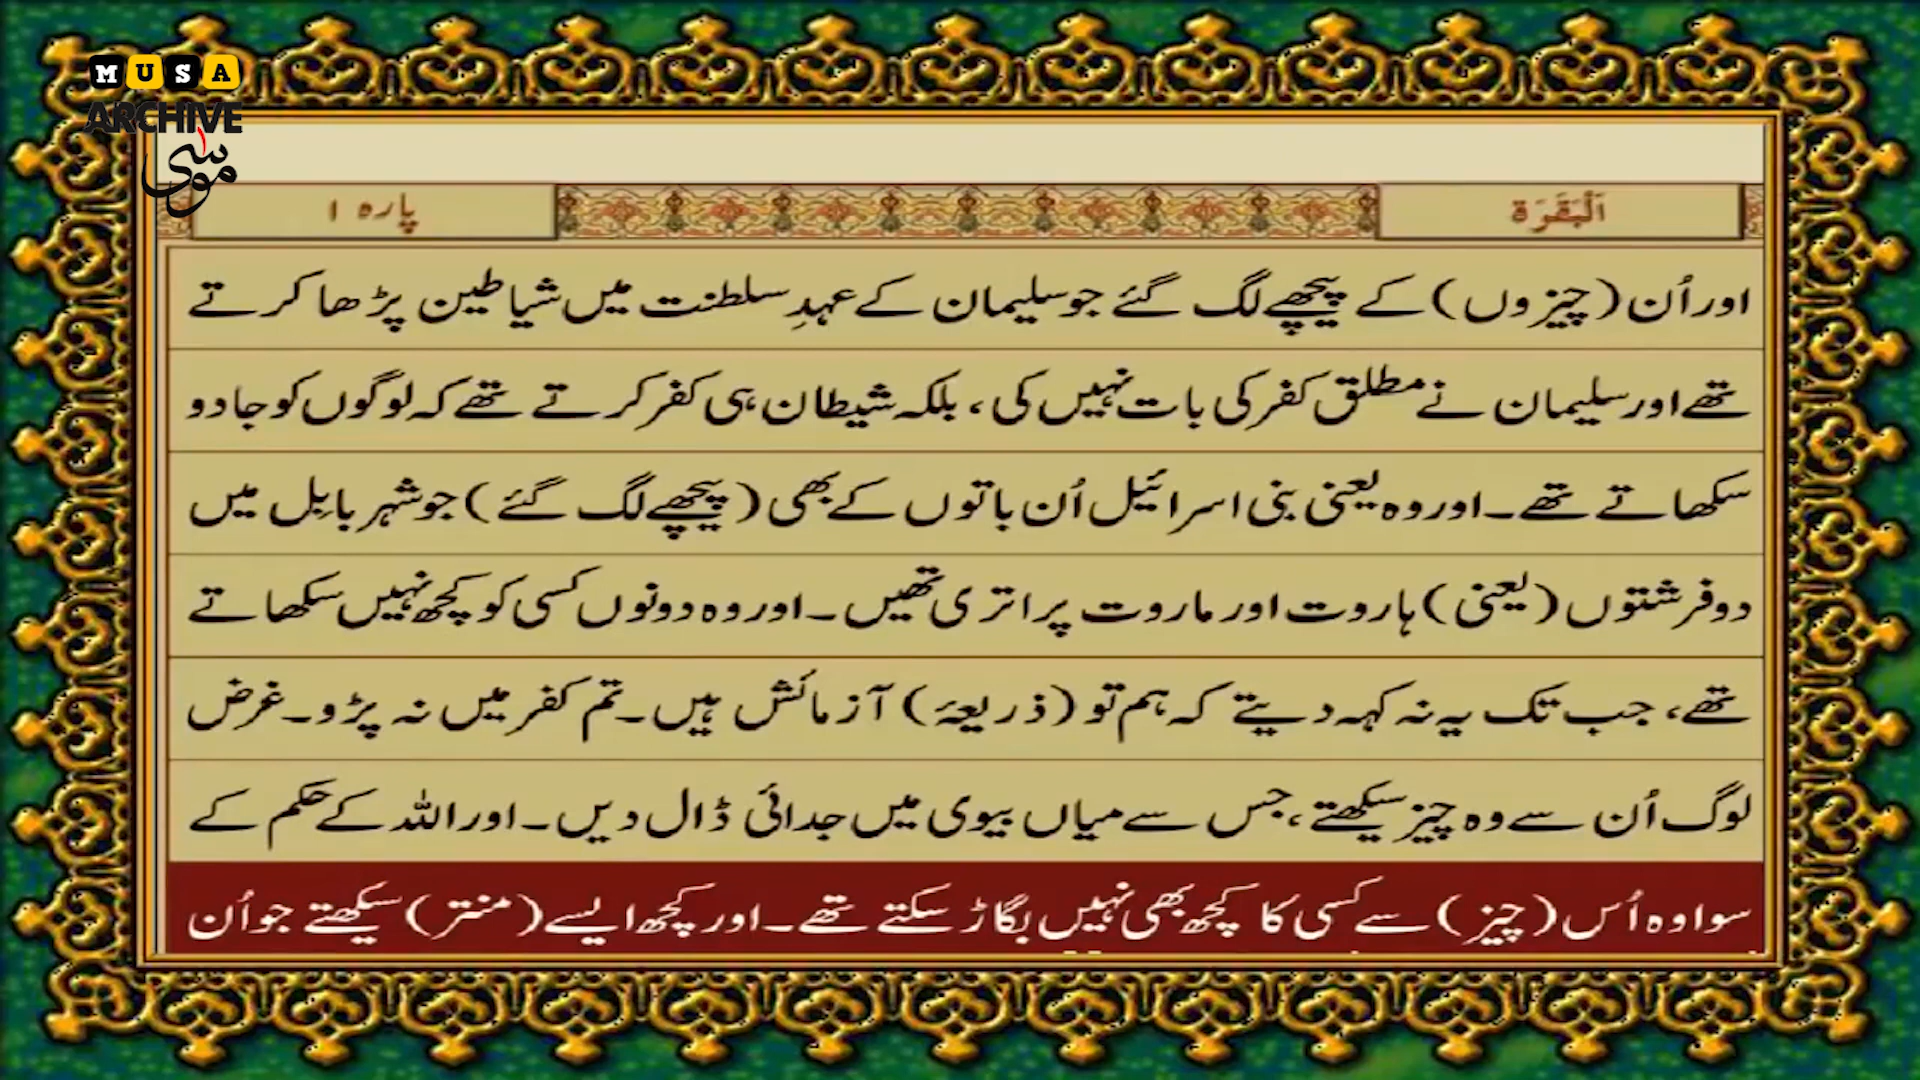 MUSA
ARCHIVE
موسیٰ
اَلْبَقَرَة
پارہ ۱
اور اُن (چیزوں) کے پیچھے لگ گئے جو سلیمان کے عہدِ سلطنت میں شیاطین پڑھا کرتے
تھے اور سلیمان نے مطلق کفر کی بات نہیں کی، بلکہ شیطان ہی کفر کرتے تھے کہ لوگوں کو جادو
سکھاتے تھے۔ اور وہ یعنی بنی اسرائیل اُن باتوں کے بھی (پیچھے لگ گئے) جو شہر بابِل میں
دو فرشتوں (یعنی) ہاروت اور ماروت پر اتری تھیں۔ اور وہ دونوں کسی کو کچھ نہیں سکھاتے
تھے، جب تک یہ نہ کہہ دیتے کہ ہم تو (ذریعۂ) آزمائش ہیں۔ تم کفر میں نہ پڑو۔ غرض
لوگ اُن سے وہ چیز سیکھتے، جس سے میاں بیوی میں جدائی ڈال دیں۔ اور اللہ کے حکم کے
سوا وہ اُس (چیز) سے کسی کا کچھ بھی نہیں بگاڑ سکتے تھے۔ اور کچھ ایسے (منتر) سیکھتے جو اُن